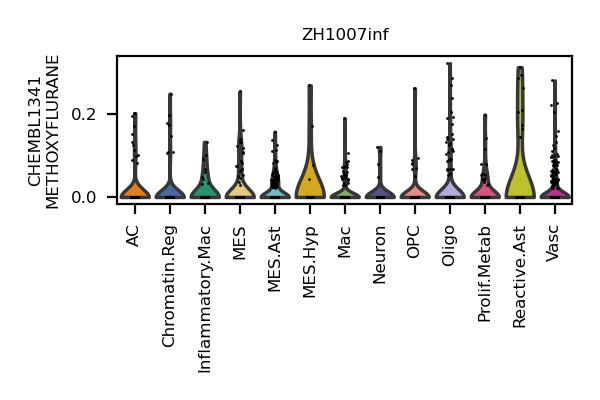 ZH1007inf
CHEMBL1341
METHOXYFLURANE
0.2
0.0
AC
Chromatin.Reg
Inflammatory.Mac
MES
MES.Ast
MES.Hyp
Mac
Neuron
OPC
Oligo
Prolif.Metab
Reactive.Ast
Vasc